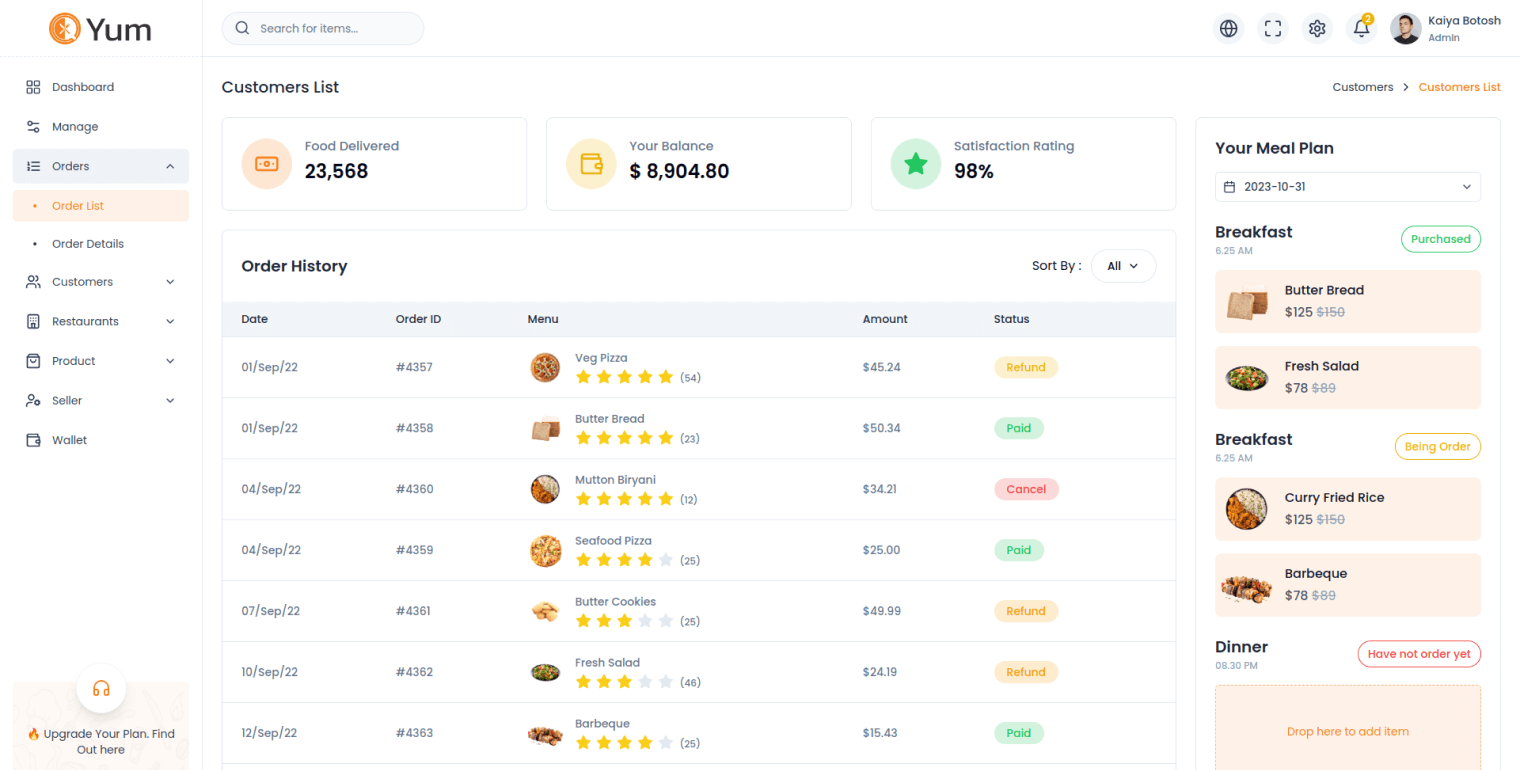 Yum
Search for items...
2
Kaiya Botosh
Admin
Dashboard
Manage
Orders
Order List
Order Details
Customers
Restaurants
Product
Seller
Wallet
🔥 Upgrade Your Plan. Find
Out here
Customers List
Customers > Customers List
Food Delivered
23,568
Your Balance
$ 8,904.80
Satisfaction Rating
98%
Order History
Sort By : All
Date Order ID Menu Amount Status
01/Sep/22 #4357 Veg Pizza (54) $45.24 Refund
01/Sep/22 #4358 Butter Bread (23) $50.34 Paid
04/Sep/22 #4360 Mutton Biryani (12) $34.21 Cancel
04/Sep/22 #4359 Seafood Pizza (25) $25.00 Paid
07/Sep/22 #4361 Butter Cookies (25) $49.99 Refund
10/Sep/22 #4362 Fresh Salad (46) $24.19 Refund
12/Sep/22 #4363 Barbeque (25) $15.43 Paid
Your Meal Plan
2023-10-31
Breakfast
6.25 AM
Purchased
Butter Bread
$125 $150
Fresh Salad
$78 $89
Breakfast
6.25 AM
Being Order
Curry Fried Rice
$125 $150
Barbeque
$78 $89
Dinner
08.30 PM
Have not order yet
Drop here to add item